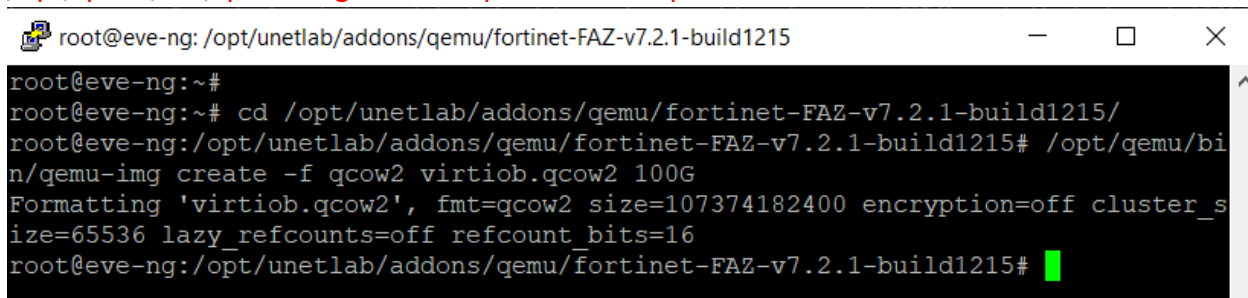 root@eve-ng: /opt/unetlab/addons/qemu/fortinet-FAZ-v7.2.1-build1215
root@eve-ng:~#
root@eve-ng:~# cd /opt/unetlab/addons/qemu/fortinet-FAZ-v7.2.1-build1215/
root@eve-ng:/opt/unetlab/addons/qemu/fortinet-FAZ-v7.2.1-build1215# /opt/qemu/bi
n/qemu-img create -f qcow2 virtiob.qcow2 100G
Formatting 'virtiob.qcow2', fmt=qcow2 size=107374182400 encryption=off cluster_s
ize=65536 lazy_refcounts=off refcount_bits=16
root@eve-ng:/opt/unetlab/addons/qemu/fortinet-FAZ-v7.2.1-build1215#